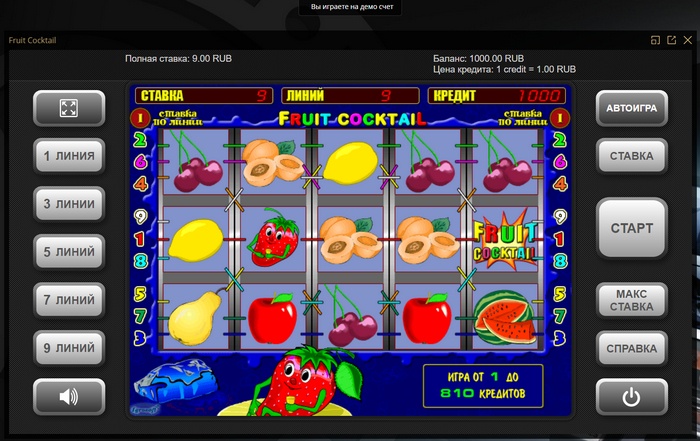 Вы играете на демо счет
Fruit Cocktail
Полная ставка: 9.00 RUB
Баланс: 1000.00 RUB
Цена кредита: 1 credit = 1.00 RUB
СТАВКА 9 ЛИНИЙ 9 КРЕДИТ 1000
1 ставка по линии FRUIT COCKTAIL ставка по линии 1
АВТОИГРА
2 2
1 ЛИНИЯ 6 6 СТАВКА
4 4
3 ЛИНИИ
9 9
1 FRUIT 1 СТАРТ
8 COCKTAIL 8
5 ЛИНИЙ
5 5
7 ЛИНИЙ 7 7 МАКС
СТАВКА
3 3
9 ЛИНИЙ СПРАВКА
ИГРА ОТ 1 ДО
810 КРЕДИТОВ